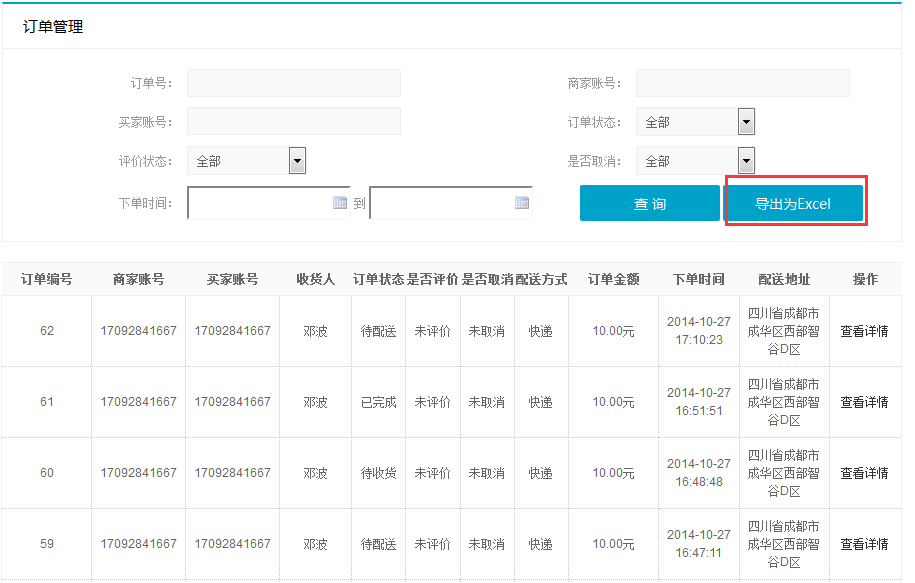 订单管理
订单号： 商家账号：
买家账号： 订单状态： 全部
评价状态： 全部 是否取消： 全部
下单时间： 到 查 询 导出为Excel
订单编号 商家账号 买家账号 收货人 订单状态 是否评价 是否取消 配送方式 订单金额 下单时间 配送地址 操作
62 17092841667 17092841667 邓波 待配送 未评价 未取消 快递 10.00元 2014-10-27 17:10:23 四川省成都市成华区西部智谷D区 查看详情
61 17092841667 17092841667 邓波 已完成 未评价 未取消 快递 10.00元 2014-10-27 16:51:51 四川省成都市成华区西部智谷D区 查看详情
60 17092841667 17092841667 邓波 待收货 未评价 未取消 快递 10.00元 2014-10-27 16:48:48 四川省成都市成华区西部智谷D区 查看详情
59 17092841667 17092841667 邓波 待配送 未评价 未取消 快递 10.00元 2014-10-27 16:47:11 四川省成都市成华区西部智谷D区 查看详情